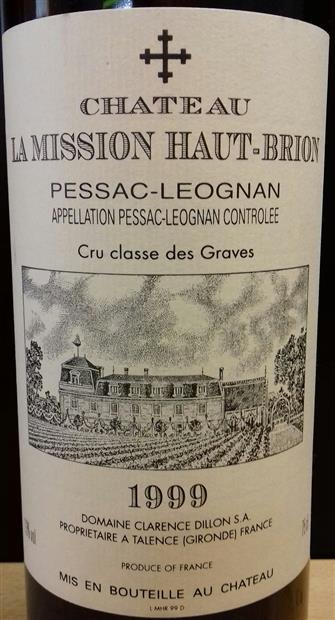 CHATEAU
LA MISSION HAUT-BRION
PESSAC-LEOGNAN
APPELLATION PESSAC-LEOGNAN CONTROLEE
Cru classe des Graves
1999
DOMAINE CLARENCE DILLON S.A.
PROPRIETAIRE A TALENCE (GIRONDE) FRANCE
PRODUCE OF FRANCE
MIS EN BOUTEILLE AU CHATEAU
L MHR 99 D